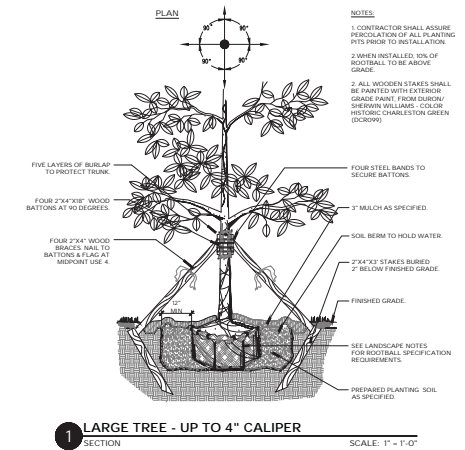 PLAN
90°
90°
90°
90°
NOTES:
1. CONTRACTOR SHALL ASSURE
PERCOLATION OF ALL PLANTING
PITS PRIOR TO INSTALLATION.
2.WHEN INSTALLED, 10% OF
ROOTBALL TO BE ABOVE
GRADE.
2. ALL WOODEN STAKES SHALL
BE PAINTED WITH EXTERIOR
GRADE PAINT, FROM DURON/
SHERWIN WILLIAMS - COLOR
HISTORIC CHARLESTON GREEN
(DCR099)
FIVE LAYERS OF BURLAP
TO PROTECT TRUNK.
FOUR 2"X4"X18" WOOD
BATTONS AT 90 DEGREES.
FOUR 2"X4" WOOD
BRACES. NAIL TO
BATTONS & FLAG AT
MIDPOINT USE 4.
12"
MIN
FOUR STEEL BANDS TO
SECURE BATTONS.
3" MULCH AS SPECIFIED.
SOIL BERM TO HOLD WATER.
2"X4"X3' STAKES BURIED
2" BELOW FINISHED GRADE.
FINISHED GRADE.
SEE LANDSCAPE NOTES
FOR ROOTBALL SPECIFICATION
REQUIREMENTS.
PREPARED PLANTING SOIL
AS SPECIFIED.
1
LARGE TREE - UP TO 4" CALIPER
SECTION
SCALE: 1" = 1'-0"